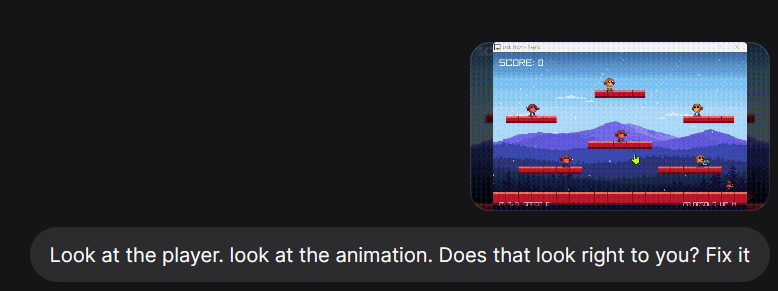 SCORE: 0
Look at the player. look at the animation. Does that look right to you? Fix it